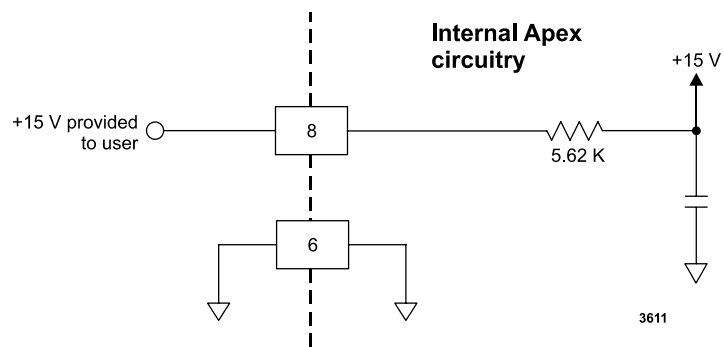 Internal Apex
circuitry
+15 V
+15 V provided
to user
8
5.62 K
6
3611